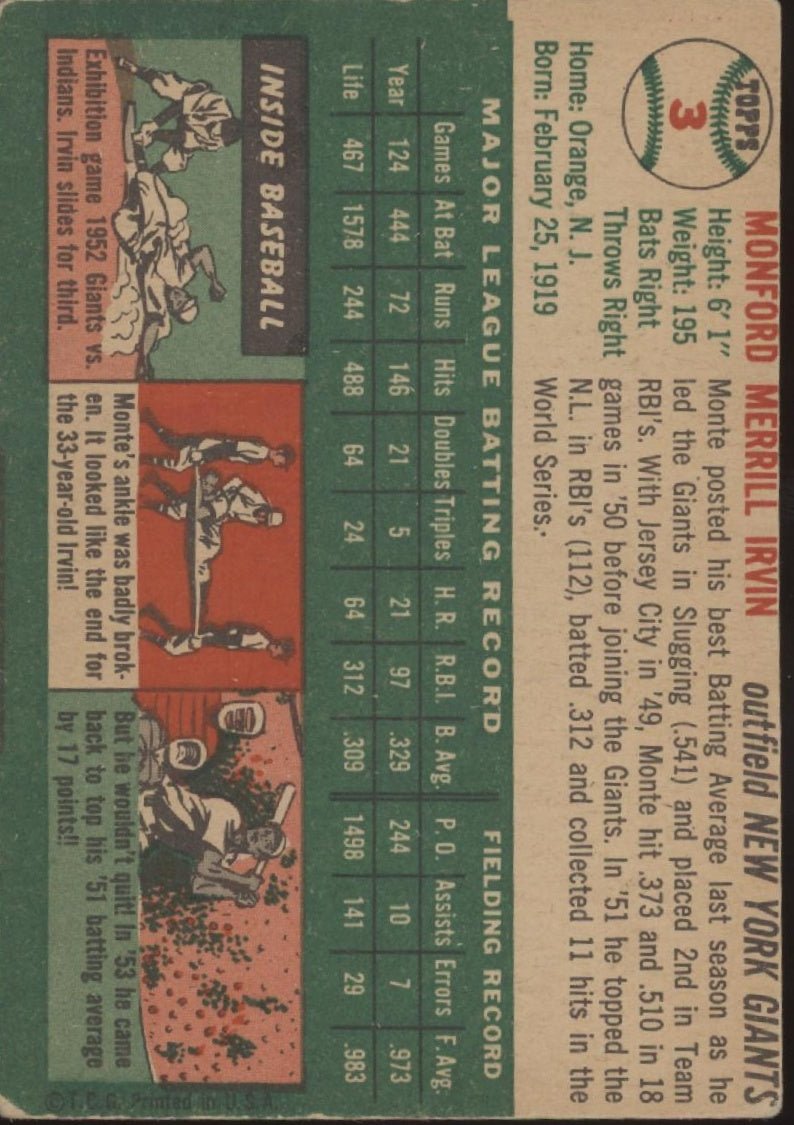 TOPPS
3
MONFORD MERRILL IRVIN
outfield NEW YORK GIANTS
Height: 6' 1"
Weight: 195
Bats Right
Throws Right
Home: Orange, N. J.
Born: February 25, 1919
Monte posted his best Batting Average last season as he
led the Giants in Slugging (.541) and placed 2nd in Team
RBI's. With Jersey City in '49, Monte hit .373 and .510 in 18
games in '50 before joining the Giants. In '51 he topped the
N.L. in RBI's (112), batted .312 and collected 11 hits in the
World Series.
MAJOR LEAGUE BATTING RECORD FIELDING RECORD
Games At Bat Runs Hits Doubles Triples H. R. R.B.I. B. Avg. P. O. Assists Errors F. Avg.
Year 124 444 72 146 21 5 21 97 .329 244 10 7 .973
Life 467 1578 244 488 64 24 64 312 .309 1498 141 29 .983
INSIDE BASEBALL
Exhibition game 1952 Giants vs.
Indians. Irvin slides for third.
Monte's ankle was badly brok-
en. It looked like the end for
the 33-year-old Irvin!
But he wouldn't quit! In '53 he came
back to top his '51 batting average
by 17 points!!
© T.C.G. Printed in U.S.A.